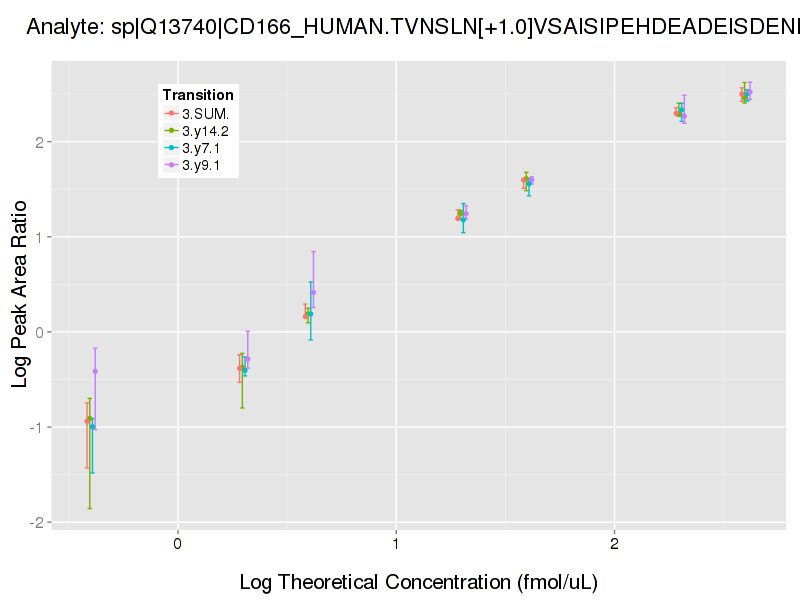 Analyte: sp|Q13740|CD166_HUMAN.TVNSLN[+1.0]VSAISIPEHDEADEISDENI
Transition
3.SUM.
3.y14.2
3.y7.1
3.y9.1
Log Peak Area Ratio
2
1
0
-1
-2
0 1 2
Log Theoretical Concentration (fmol/uL)